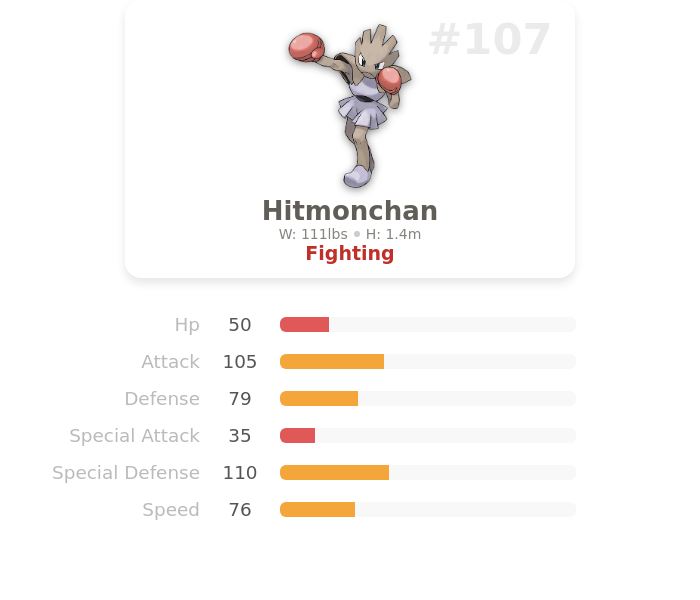 #107
Hitmonchan
W: 111lbs • H: 1.4m
Fighting
Hp 50
Attack 105
Defense 79
Special Attack 35
Special Defense 110
Speed 76